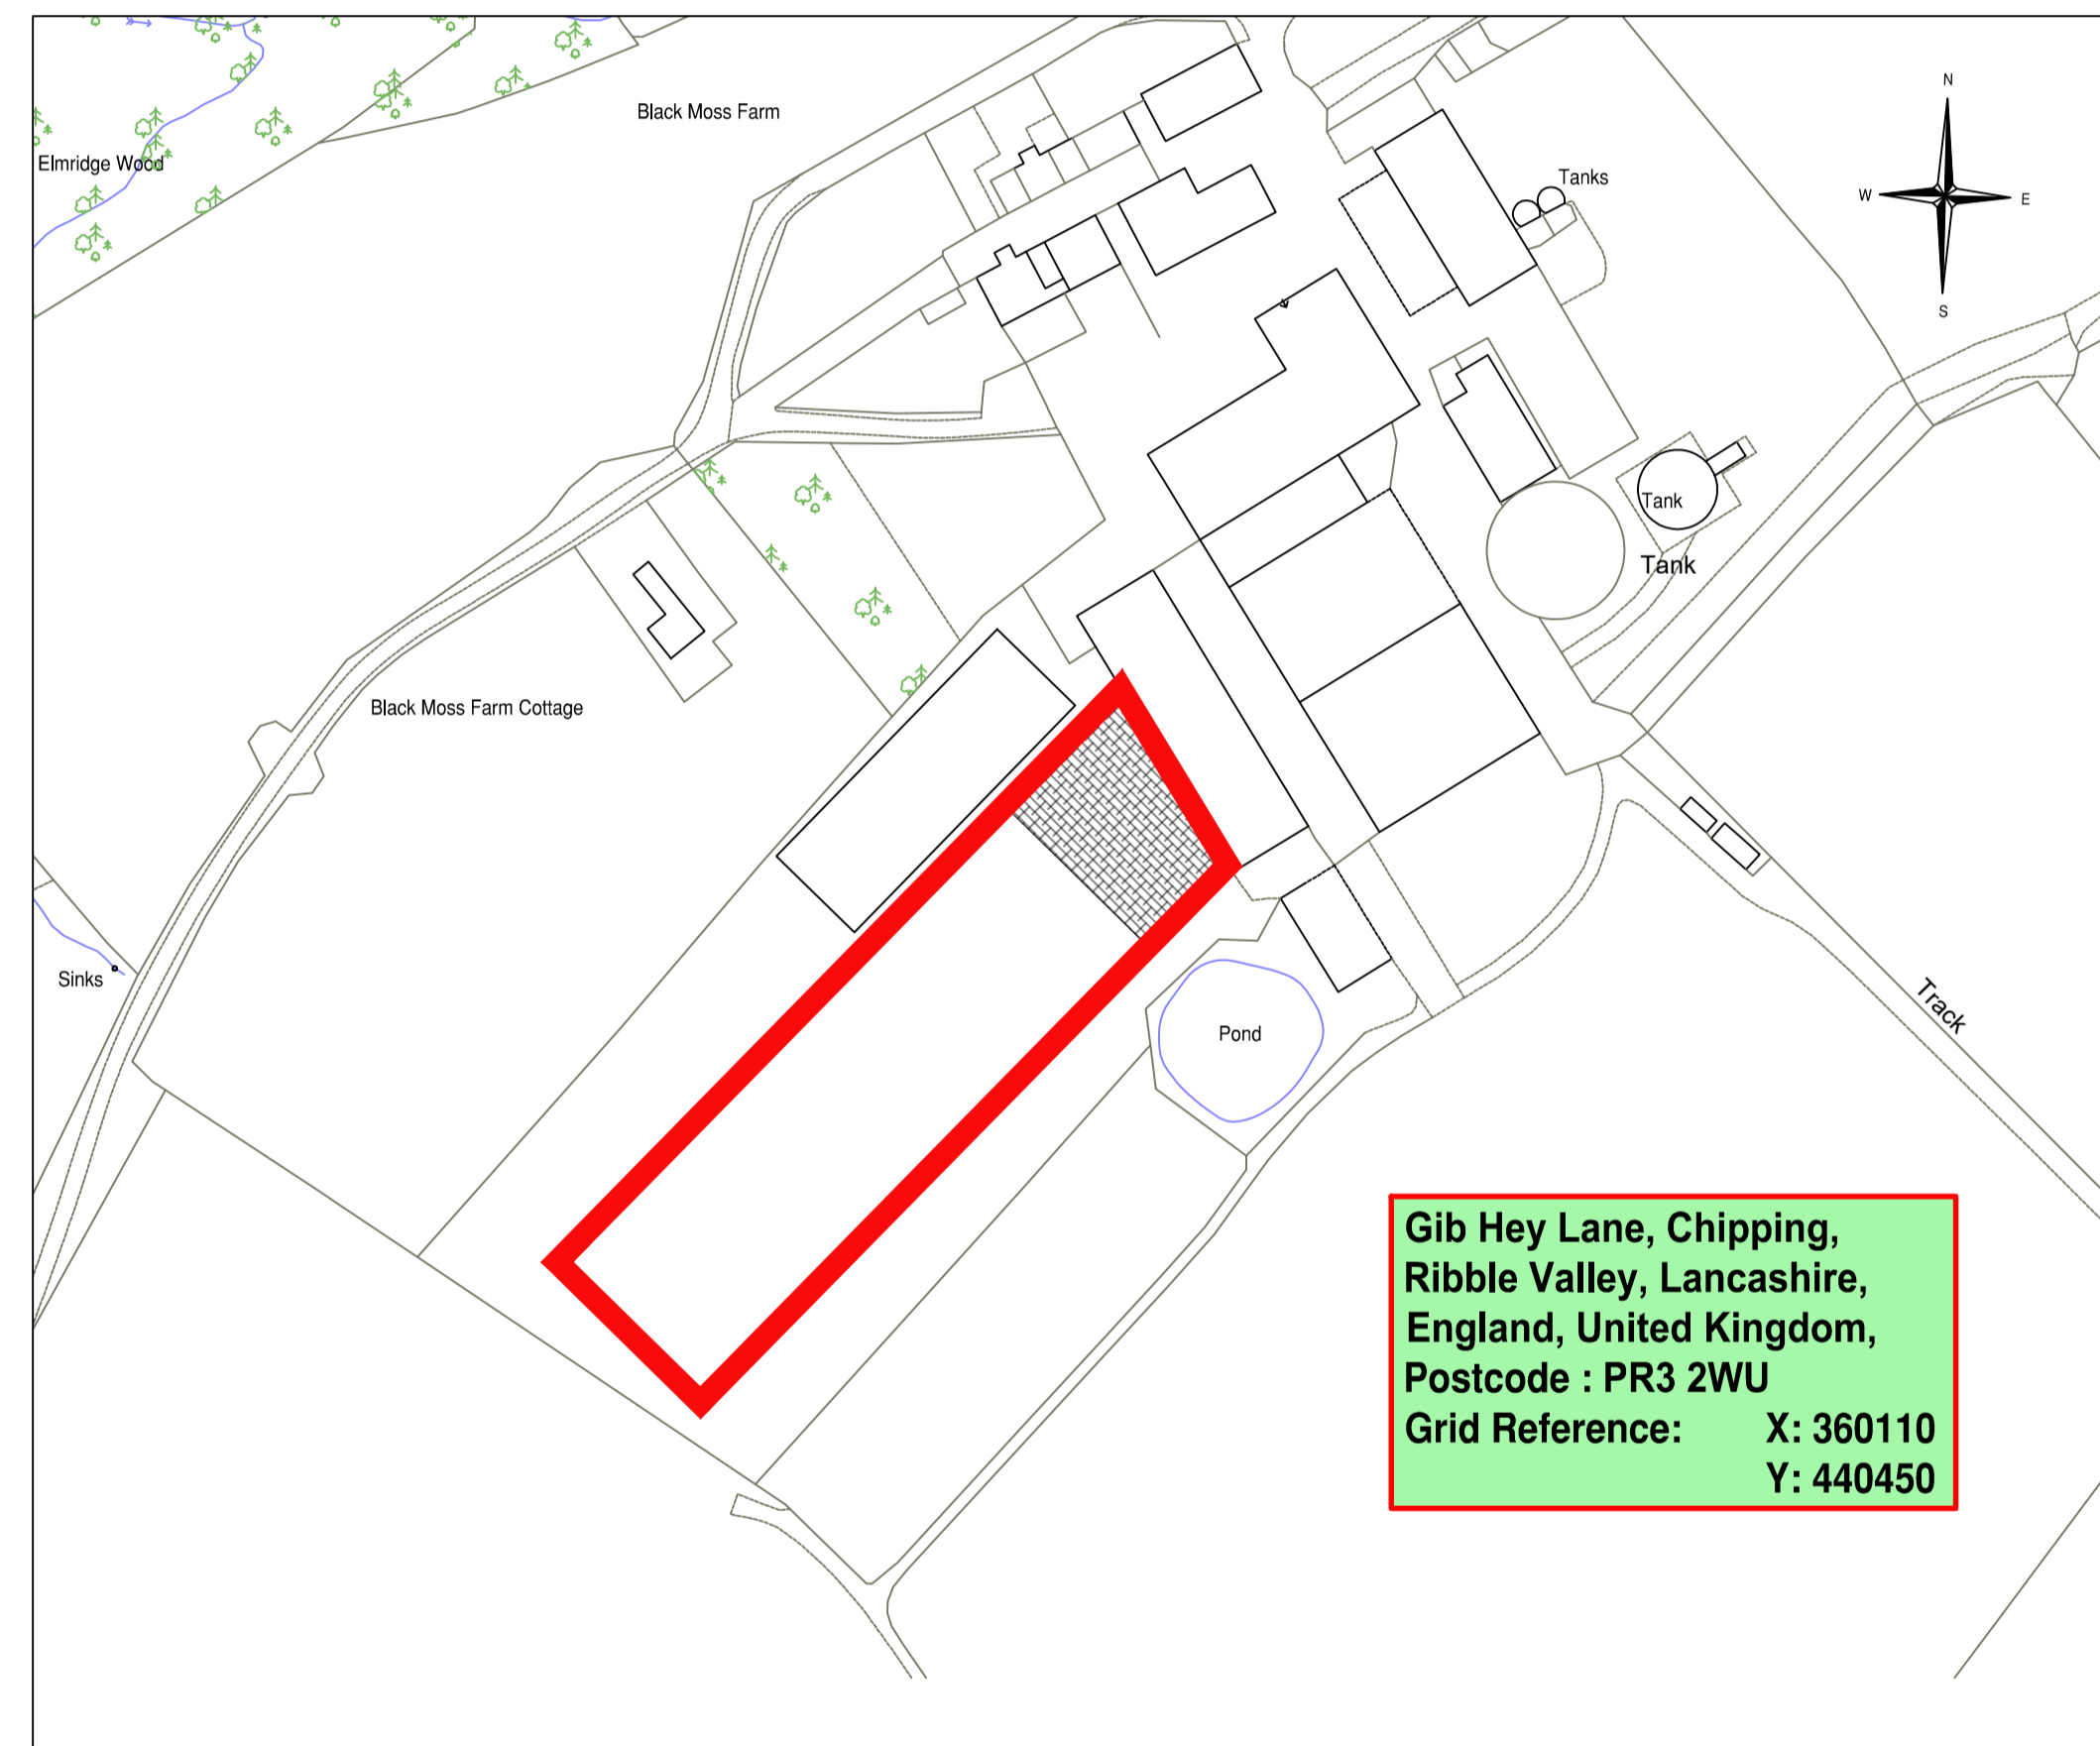 Black Moss Farm
N
Elmridge Wood
Tanks
W
E
S
Tank
Tank
Black Moss Farm Cottage
Sinks
Track
Pond
Gib Hey Lane, Chipping,
Ribble Valley, Lancashire,
England, United Kingdom,
Postcode : PR3 2WU
Grid Reference: X: 360110
Y: 440450